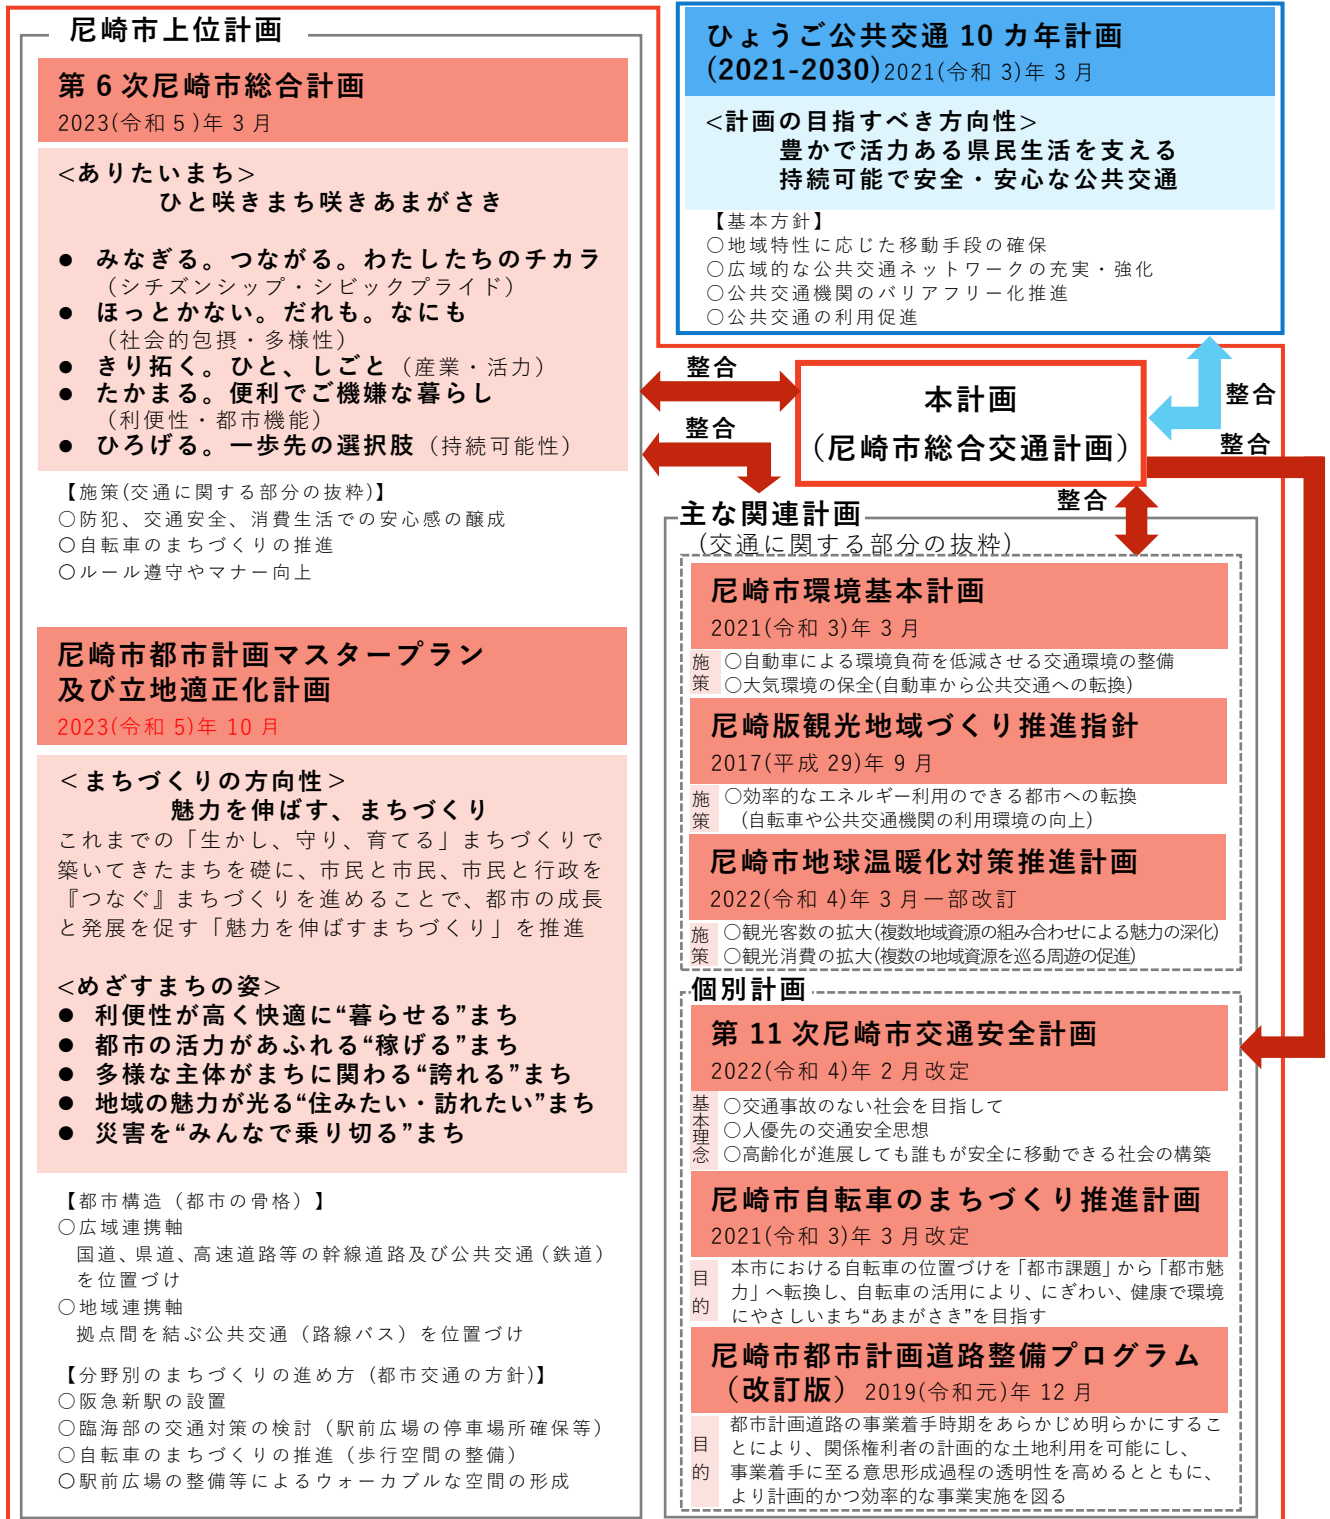 尼崎市上位計画
第 6 次尼崎市総合計画
2023(令和 5 )年 3 月
<ありたいまち>
ひと咲きまち咲きあまがさき
● みなぎる。つながる。わたしたちのチカラ
（シチズンシップ・シビックプライド）
● ほっとかない。だれも。なにも
（社会的包摂・多様性）
● きり拓く。ひと、しごと（産業・活力）
● たかまる。便利でご機嫌な暮らし
（利便性・都市機能）
● ひろげる。一歩先の選択肢（持続可能性）
【施策(交通に関する部分の抜粋)】
〇防犯、交通安全、消費生活での安心感の醸成
〇自転車のまちづくりの推進
〇ルール遵守やマナー向上
尼崎市都市計画マスタープラン
及び立地適正化計画
2023(令和 5)年 10 月
＜まちづくりの方向性＞
魅力を伸ばす、まちづくり
これまでの「生かし、守り、育てる」まちづくりで
築いてきたまちを礎に、市民と市民、市民と行政を
『つなぐ』まちづくりを進めることで、都市の成長
と発展を促す「魅力を伸ばすまちづくり」を推進
<めざすまちの姿>
● 利便性が高く快適に“暮らせる”まち
● 都市の活力があふれる“稼げる”まち
● 多様な主体がまちに関わる“誇れる”まち
● 地域の魅力が光る“住みたい・訪れたい”まち
● 災害を“みんなで乗り切る”まち
【都市構造（都市の骨格）】
〇広域連携軸
国道、県道、高速道路等の幹線道路及び公共交通（鉄道）
を位置づけ
〇地域連携軸
拠点間を結ぶ公共交通（路線バス）を位置づけ
【分野別のまちづくりの進め方（都市交通の方針)】
〇阪急新駅の設置
〇臨海部の交通対策の検討（駅前広場の停車場所確保等）
〇自転車のまちづくりの推進（歩行空間の整備）
〇駅前広場の整備等によるウォーカブルな空間の形成
ひょうご公共交通 10 カ年計画
(2021-2030)2021(令和 3)年 3 月
<計画の目指すべき方向性>
豊かで活力ある県民生活を支える
持続可能で安全・安心な公共交通
【基本方針】
〇地域特性に応じた移動手段の確保
〇広域的な公共交通ネットワークの充実・強化
〇公共交通機関のバリアフリー化推進
〇公共交通の利用促進
整合
整合
整合
整合
整合
本計画
（尼崎市総合交通計画）
主な関連計画
（交通に関する部分の抜粋）
尼崎市環境基本計画
2021(令和 3)年 3 月
施策
〇自動車による環境負荷を低減させる交通環境の整備
〇大気環境の保全(自動車から公共交通への転換)
尼崎版観光地域づくり推進指針
2017(平成 29)年 9 月
施策
〇効率的なエネルギー利用のできる都市への転換
(自転車や公共交通機関の利用環境の向上)
尼崎市地球温暖化対策推進計画
2022(令和 4)年 3 月一部改訂
施策
〇観光客数の拡大(複数地域資源の組み合わせによる魅力の深化)
〇観光消費の拡大(複数の地域資源を巡る周遊の促進)
個別計画
第 11 次尼崎市交通安全計画
2022(令和 4)年 2 月改定
基本理念
〇交通事故のない社会を目指して
〇人優先の交通安全思想
〇高齢化が進展しても誰もが安全に移動できる社会の構築
尼崎市自転車のまちづくり推進計画
2021(令和 3)年 3 月改定
目的
本市における自転車の位置づけを「都市課題」から「都市魅
力」へ転換し、自転車の活用により、にぎわい、健康で環境
にやさしいまち“あまがさき”を目指す
尼崎市都市計画道路整備プログラム
（改訂版）2019(令和元)年 12 月
目的
都市計画道路の事業着手時期をあらかじめ明らかにするこ
とにより、関係権利者の計画的な土地利用を可能にし、
事業着手に至る意思形成過程の透明性を高めるとともに、
より計画的かつ効率的な事業実施を図る